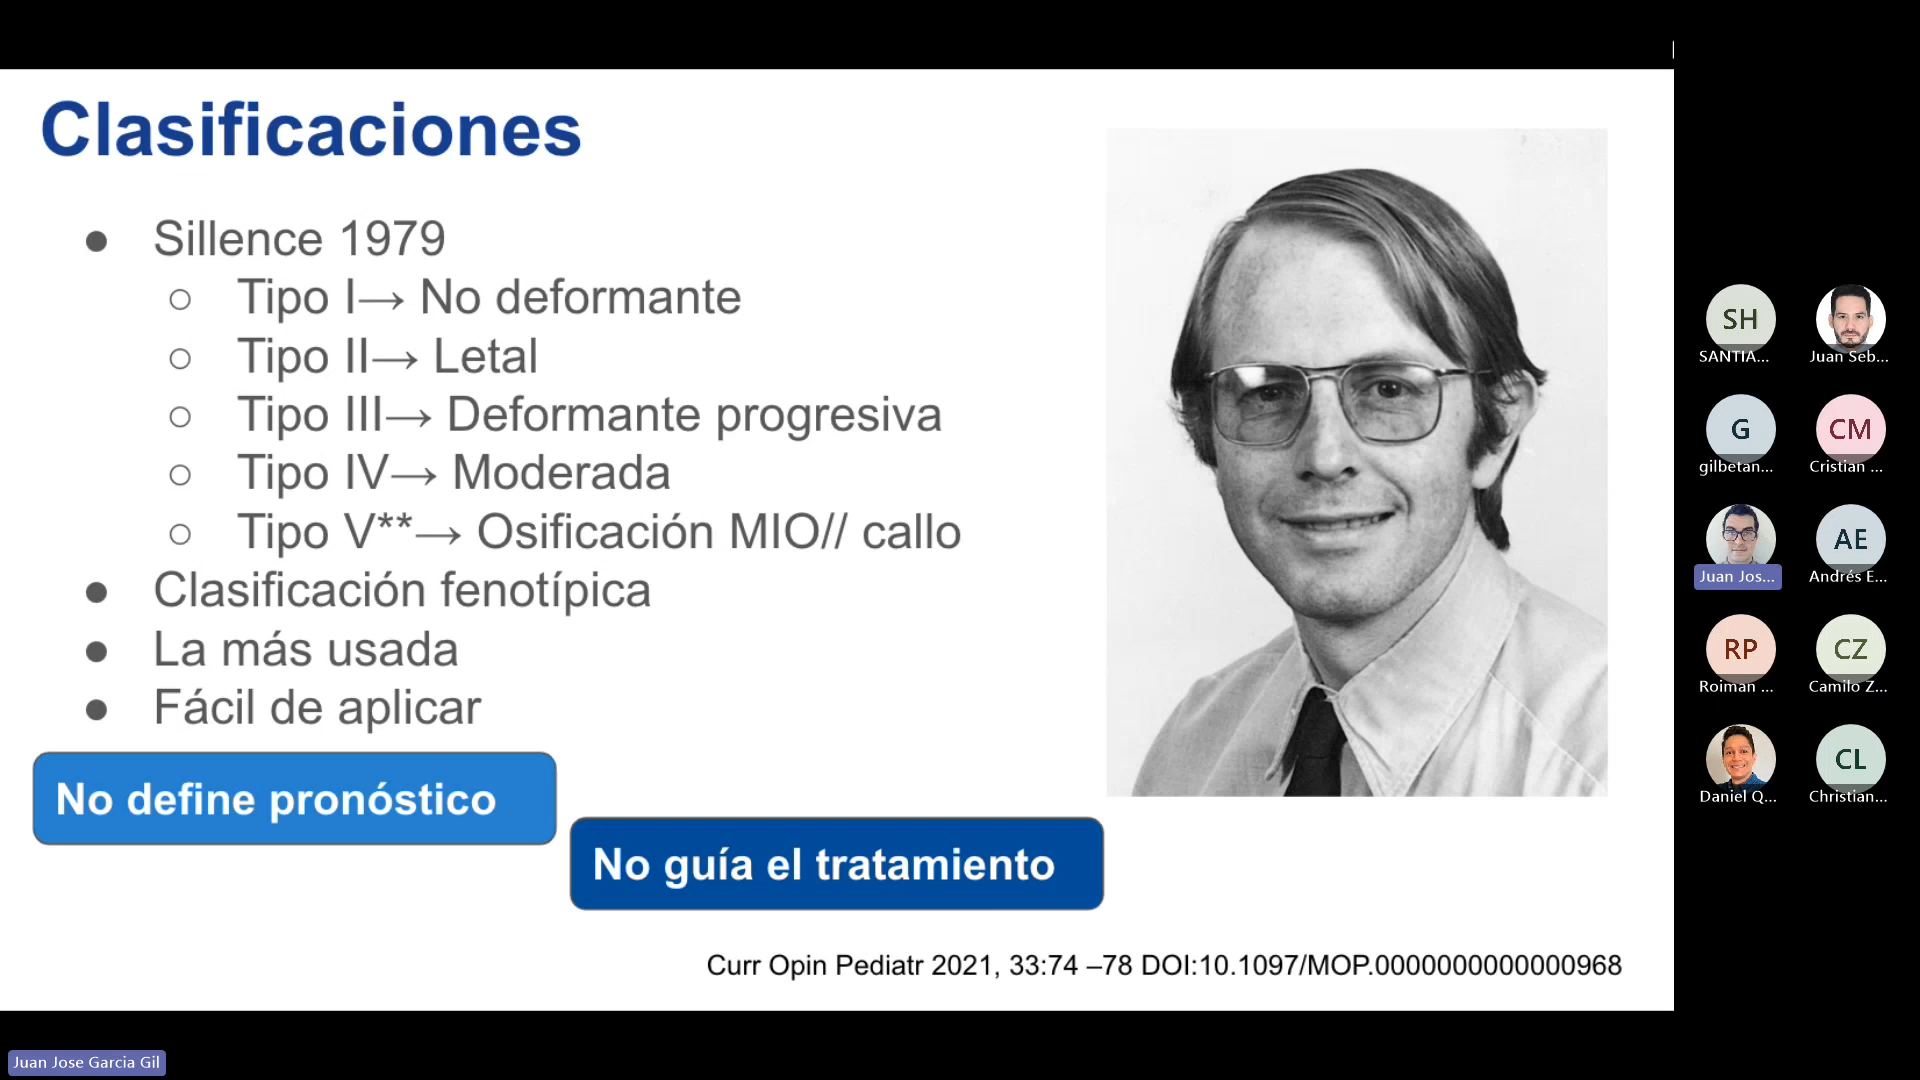 Clasificaciones
Sillence 1979
Tipo I→ No deformante
Tipo II→ Letal
Tipo III→ Deformante progresiva
Tipo IV→ Moderada
Tipo V**→ Osificación MIO// callo
Clasificación fenotípica
La más usada
Fácil de aplicar
No define pronóstico
No guía el tratamiento
Curr Opin Pediatr 2021, 33:74 –78 DOI:10.1097/MOP.0000000000000968
SH
SANTIA...
Juan Seb...
G
gilbetan...
CM
Cristian ...
Juan Jos...
AE
Andrés E...
RP
Roiman ...
CZ
Camilo Z...
Daniel Q...
CL
Christian...
Juan Jose Garcia Gil